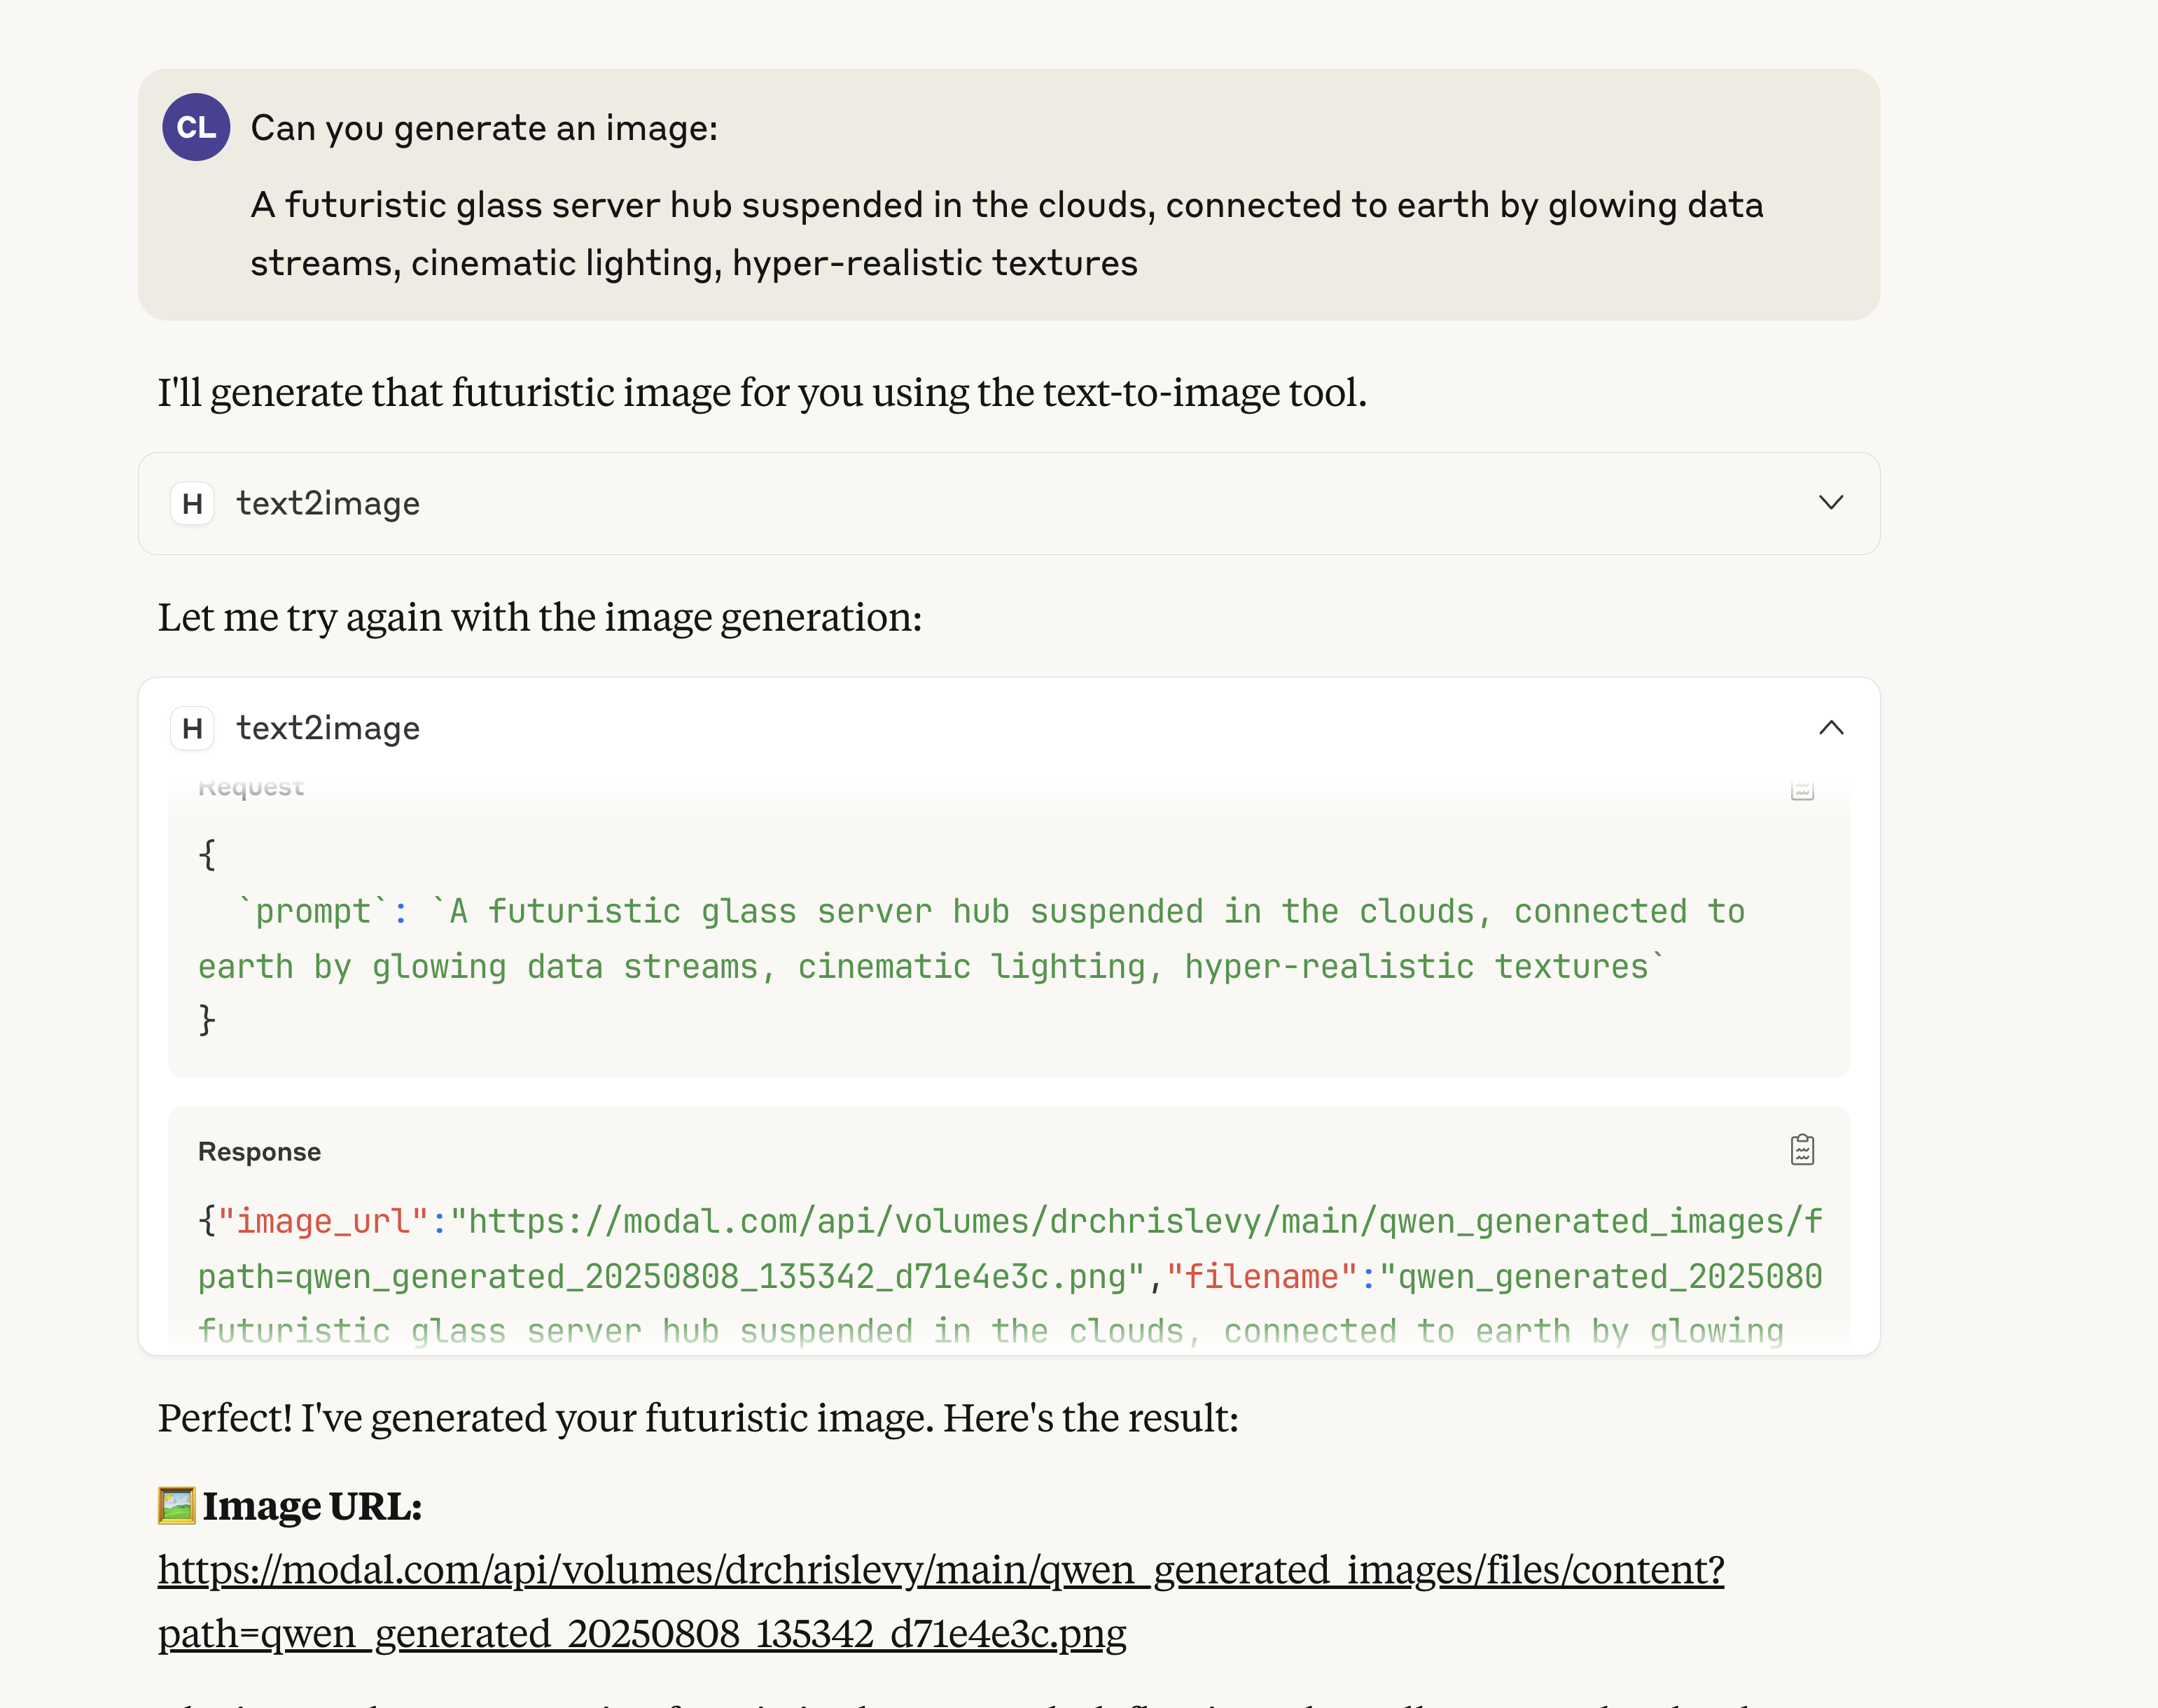 CL
Can you generate an image:
A futuristic glass server hub suspended in the clouds, connected to earth by glowing data
streams, cinematic lighting, hyper-realistic textures
I'll generate that futuristic image for you using the text-to-image tool.
H text2image
Let me try again with the image generation:
H text2image
Request
{
  `prompt`: `A futuristic glass server hub suspended in the clouds, connected to
earth by glowing data streams, cinematic lighting, hyper-realistic textures`
}
Response
{"image_url":"https://modal.com/api/volumes/drchrislevy/main/qwen_generated_images/f
path=qwen_generated_20250808_135342_d71e4e3c.png","filename":"qwen_generated_2025080
futuristic glass server hub suspended in the clouds, connected to earth by glowing
Perfect! I've generated your futuristic image. Here's the result:
🖼️ Image URL:
https://modal.com/api/volumes/drchrislevy/main/qwen_generated_images/files/content?
path=qwen_generated_20250808_135342_d71e4e3c.png